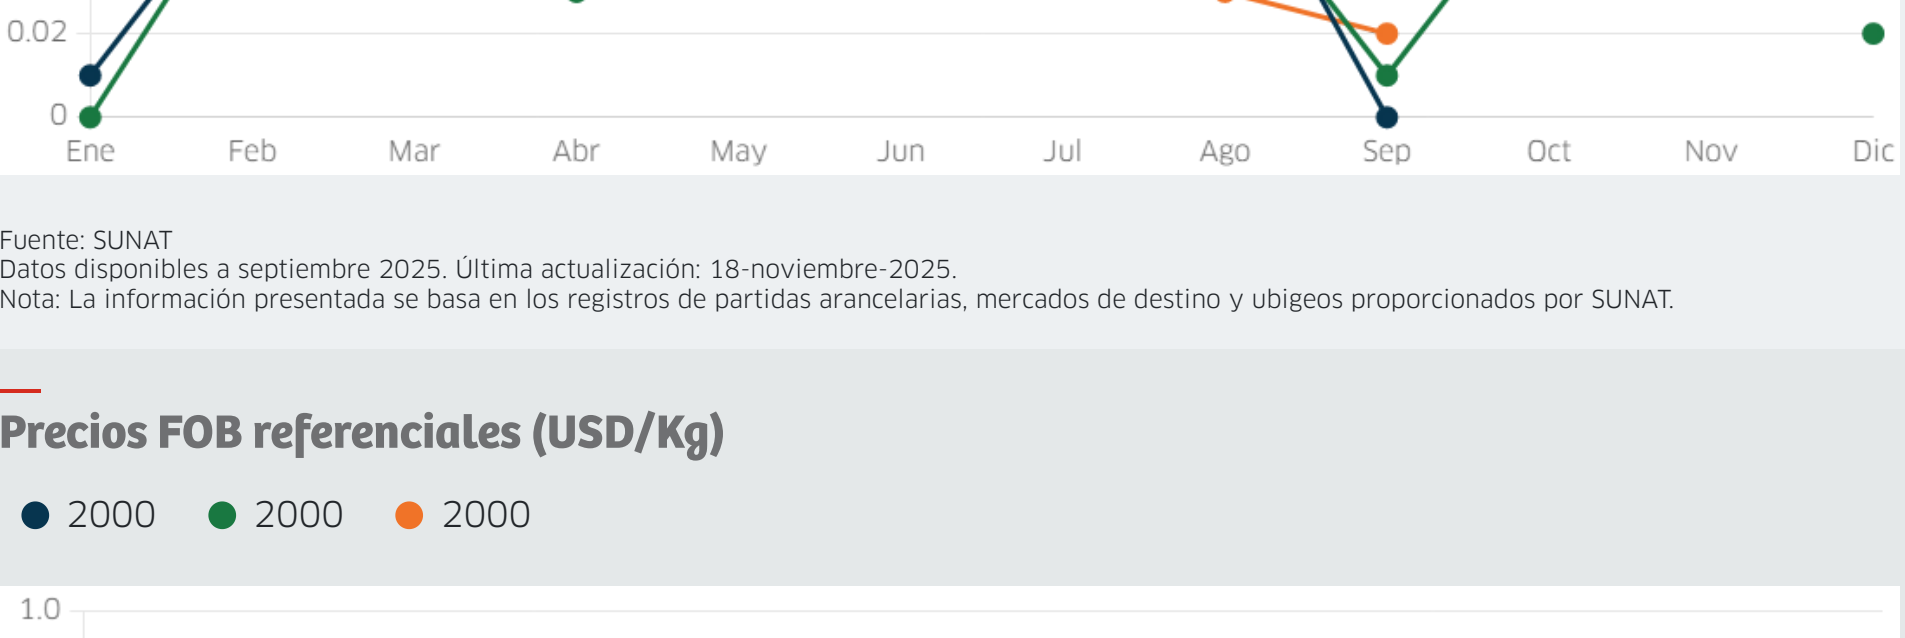 0.02
0
Ene Feb Mar Abr May Jun Jul Ago Sep Oct Nov Dic
Fuente: SUNAT
Datos disponibles a septiembre 2025. Última actualización: 18-noviembre-2025.
Nota: La información presentada se basa en los registros de partidas arancelarias, mercados de destino y ubigeos proporcionados por SUNAT.
Precios FOB referenciales (USD/Kg)
2000 2000 2000
1.0